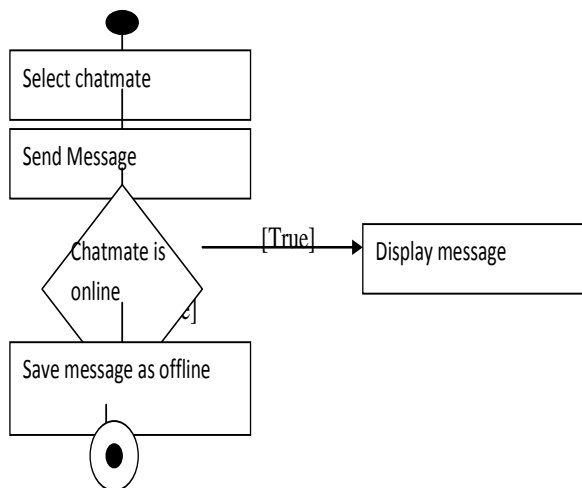 Select chatmate
Send Message
[True]
Chatmate is
online
Display message
Save message as offline